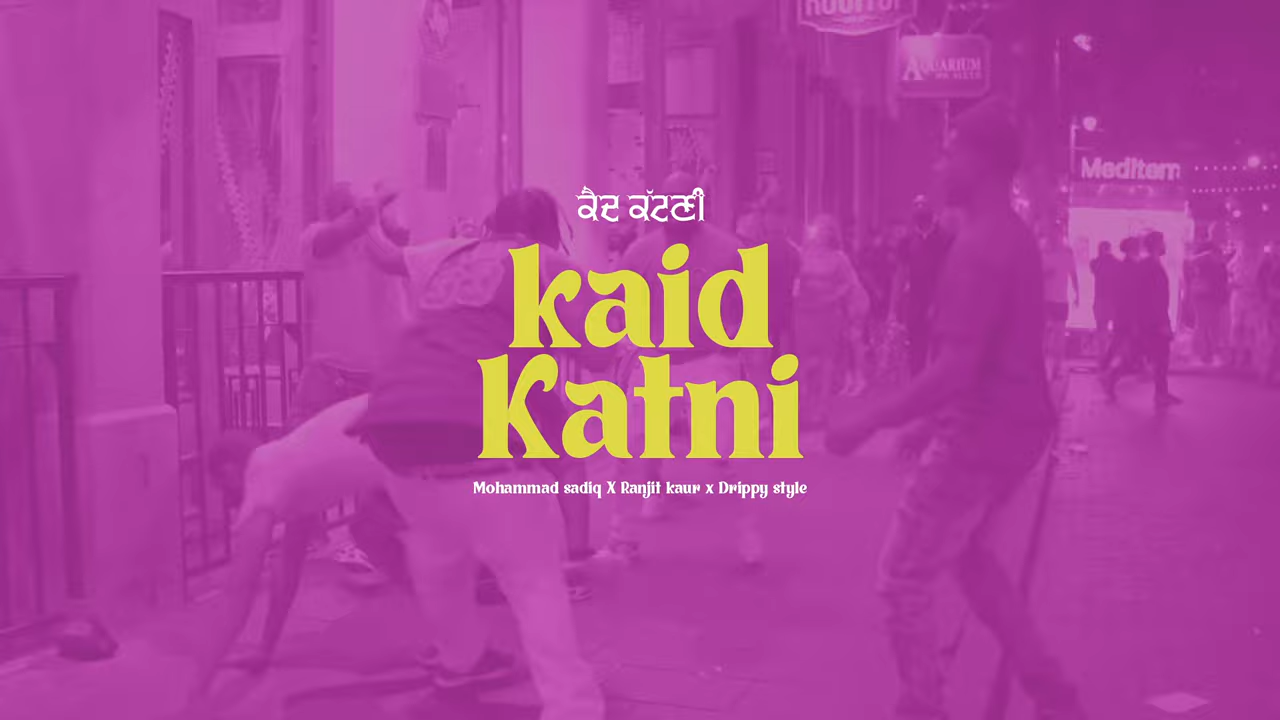 AQUARIUM
Mediterr
ਕੈਦ ਕੱਟਣੀ
kaid
Katni
Mohammad sadiq X Ranjit kaur x Drippy style